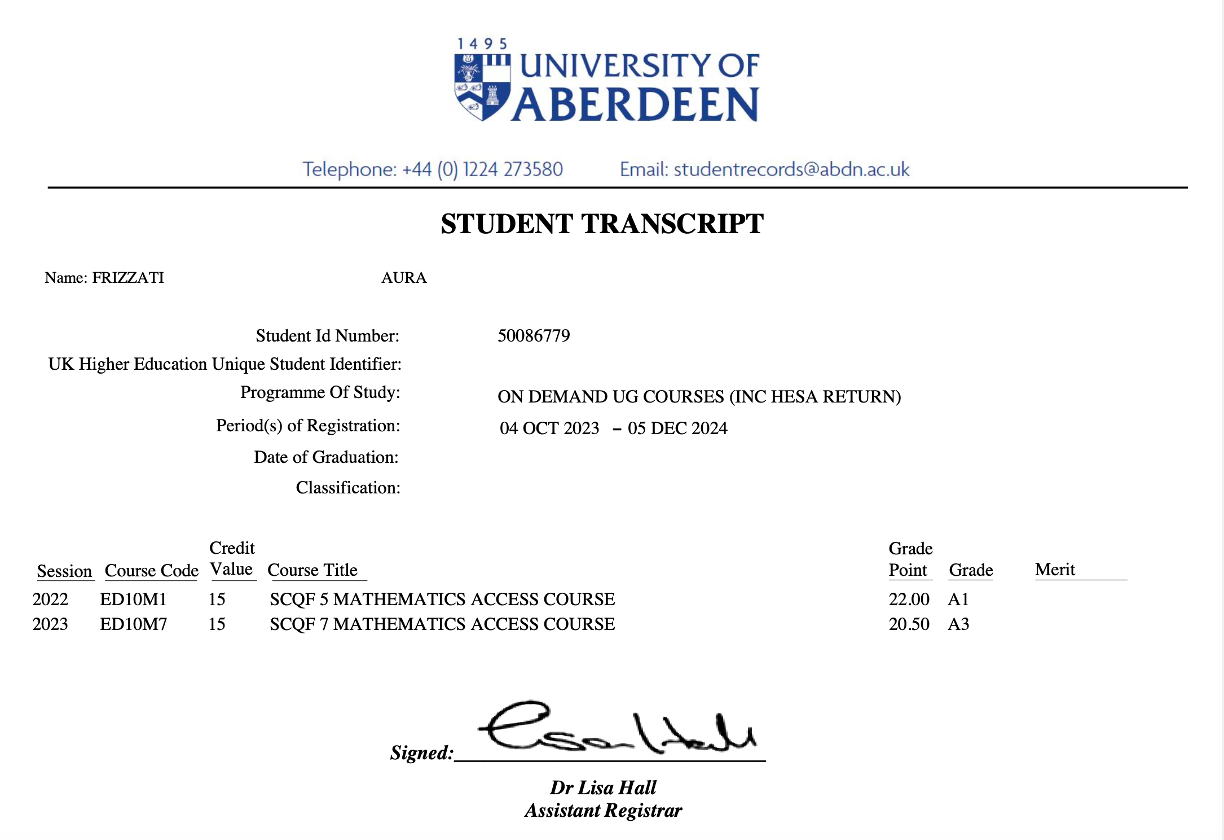 1495
UNIVERSITY OF
ABERDEEN
Telephone: +44 (0) 1224 273580 Email: studentrecords@abdn.ac.uk
STUDENT TRANSCRIPT
Name: FRIZZATI AURA
Student Id Number: 50086779
UK Higher Education Unique Student Identifier:
Programme Of Study: ON DEMAND UG COURSES (INC HESA RETURN)
Period(s) of Registration: 04 OCT 2023 – 05 DEC 2024
Date of Graduation:
Classification:
Session Course Code Credit Value Course Title Grade Point Grade Merit
2022 ED10M1 15 SCQF 5 MATHEMATICS ACCESS COURSE 22.00 A1
2023 ED10M7 15 SCQF 7 MATHEMATICS ACCESS COURSE 20.50 A3
Signed: Lisa Hall
Dr Lisa Hall
Assistant Registrar